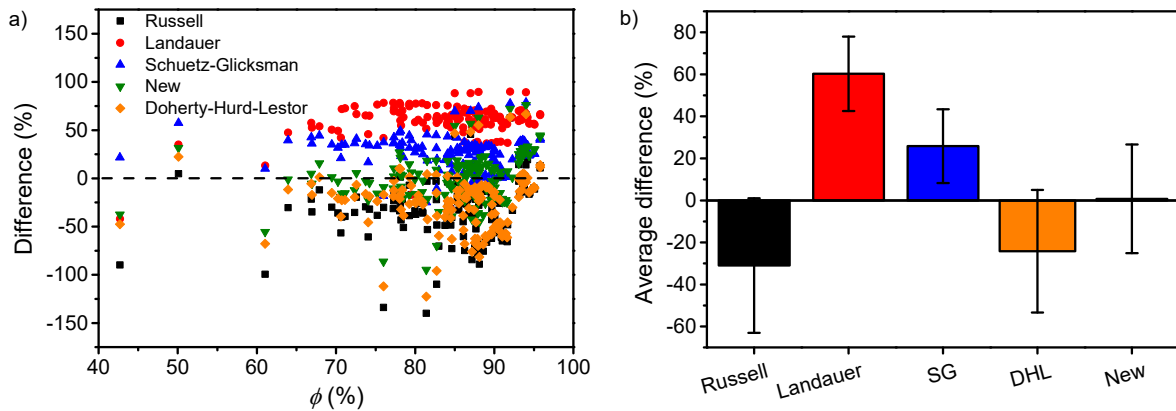 a)
Russell
Landauer
Schuetz-Glicksman
New
Doherty-Hurd-Lestor
Difference (%)
150
100
50
0
-50
-100
-150
40 50 60 70 80 90 100
ϕ (%)
b)
Average difference (%)
80
60
40
20
0
-20
-40
-60
Russell
Landauer
SG
DHL
New